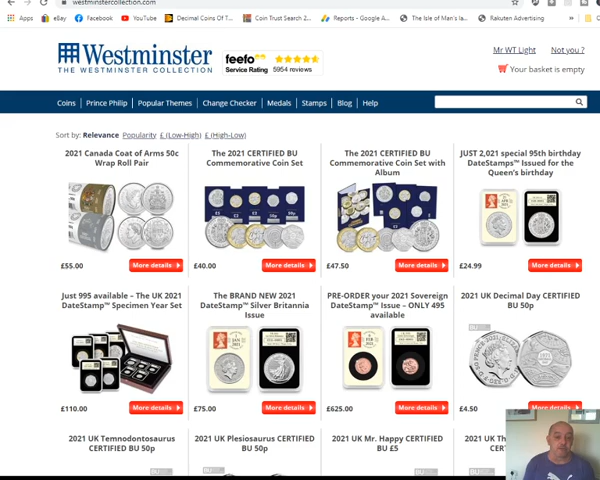 westminstercollection.com
Apps
eBay
Facebook
YouTube
Decimal Coins Of T...
Coin Trust Search 2...
Reports - Google A...
The Isle of Man's la...
Rakuten Advertising
»
Westminster
THE WESTMINSTER COLLECTION
feefo
Service Rating
5954 reviews
Mr WT Light
Not you ?
Your basket is empty
Coins
Prince Philip
Popular Themes
Change Checker
Medals
Stamps
Blog
Help
Sort by: Relevance Popularity £ (Low-High) £ (High-Low)
2021 Canada Coat of Arms 50c
Wrap Roll Pair
£55.00
More details
The 2021 CERTIFIED BU
Commemorative Coin Set
£40.00
More details
The 2021 CERTIFIED BU
Commemorative Coin Set with
Album
£47.50
More details
JUST 2,021 special 95th birthday
DateStamps™ Issued for the
Queen's birthday
£24.99
More details
Just 995 available – The UK 2021
DateStamp™ Specimen Year Set
£110.00
More details
The BRAND NEW 2021
DateStamp™ Silver Britannia
Issue
£75.00
More details
PRE-ORDER your 2021 Sovereign
DateStamp™ Issue – ONLY 495
available
£625.00
More details
2021 UK Decimal Day CERTIFIED
BU 50p
BU
£4.50
More details
2021 UK Temnodontosaurus
CERTIFIED BU 50p
2021 UK Plesiosaurus CERTIFIED
BU 50p
2021 UK Mr. Happy CERTIFIED
BU £5
2021 UK
CERT